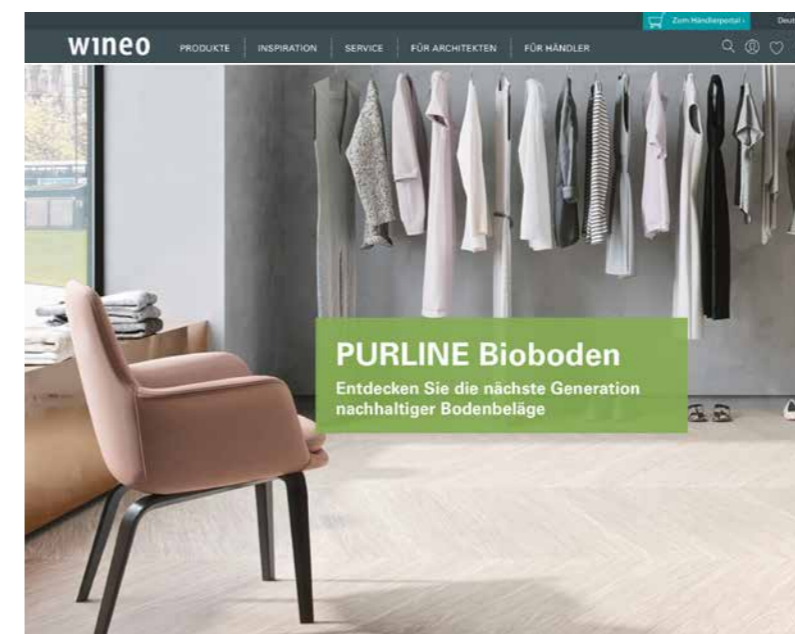 Zum Händlerportal ›
Deut
wineo
PRODUKTE
INSPIRATION
SERVICE
FÜR ARCHITEKTEN
FÜR HÄNDLER
PURLINE Bioboden
Entdecken Sie die nächste Generation
nachhaltiger Bodenbeläge